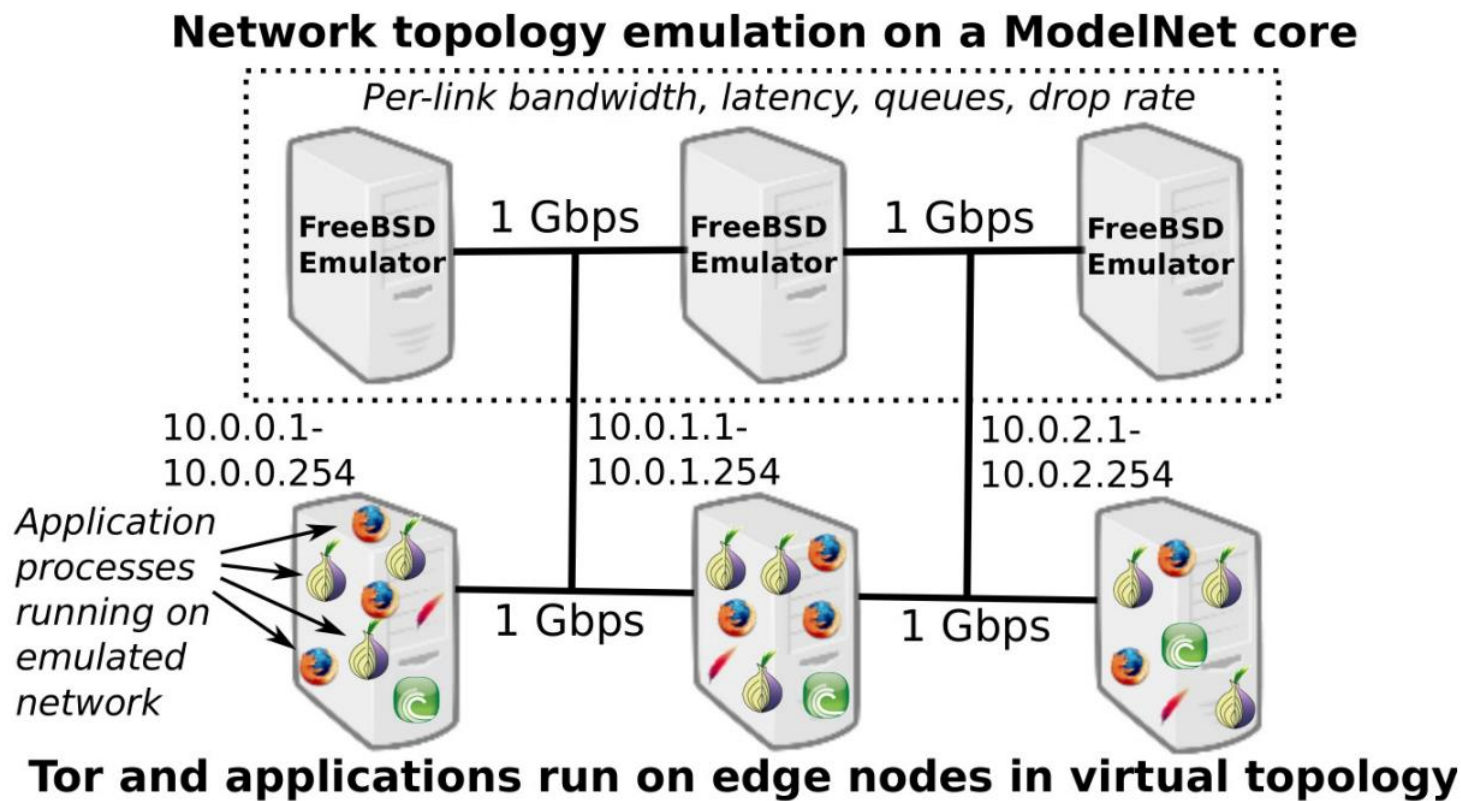 Network topology emulation on a ModelNet core
Per-link bandwidth, latency, queues, drop rate
FreeBSD
Emulator
1 Gbps
FreeBSD
Emulator
1 Gbps
FreeBSD
Emulator
10.0.0.1-
10.0.0.254
10.0.1.1-
10.0.1.254
10.0.2.1-
10.0.2.254
Application
processes
running on
emulated
network
1 Gbps
1 Gbps
Tor and applications run on edge nodes in virtual topology